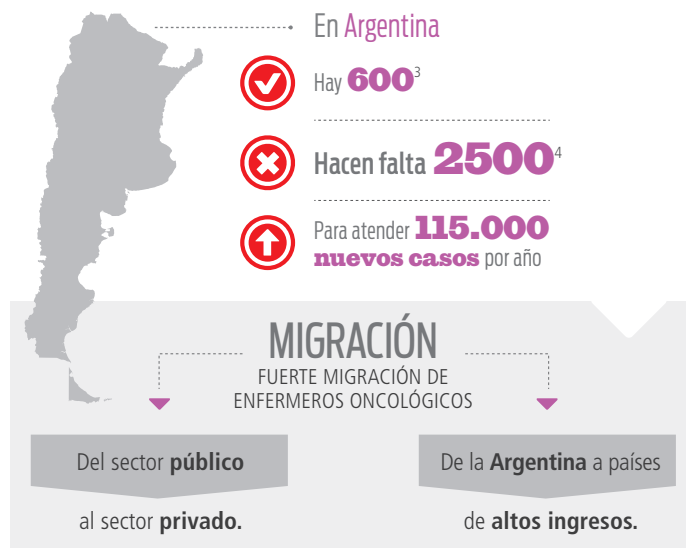 En Argentina
Hay 600³
Hacen falta 2500⁴
Para atender 115.000
nuevos casos por año
MIGRACIÓN
FUERTE MIGRACIÓN DE
ENFERMEROS ONCOLÓGICOS
Del sector público
al sector privado.
De la Argentina a países
de altos ingresos.